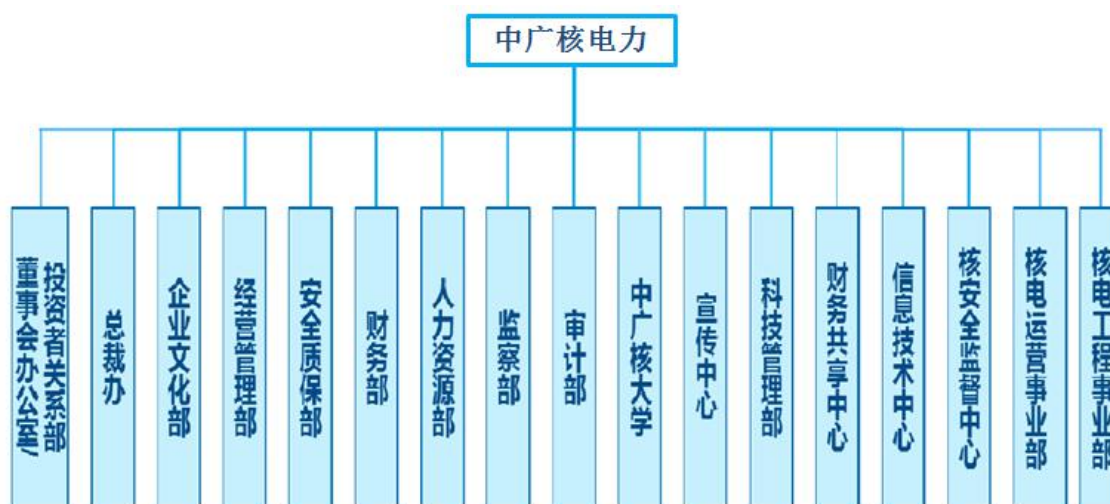 中广核电力
董事会办公室/
投资者关系部
总裁办
企业文化部
经营管理部
安全质保部
财务部
人力资源部
监察部
审计部
中广核大学
宣传中心
科技管理部
财务共享中心
信息技术中心
核安全监督中心
核电运营事业部
核电工程事业部